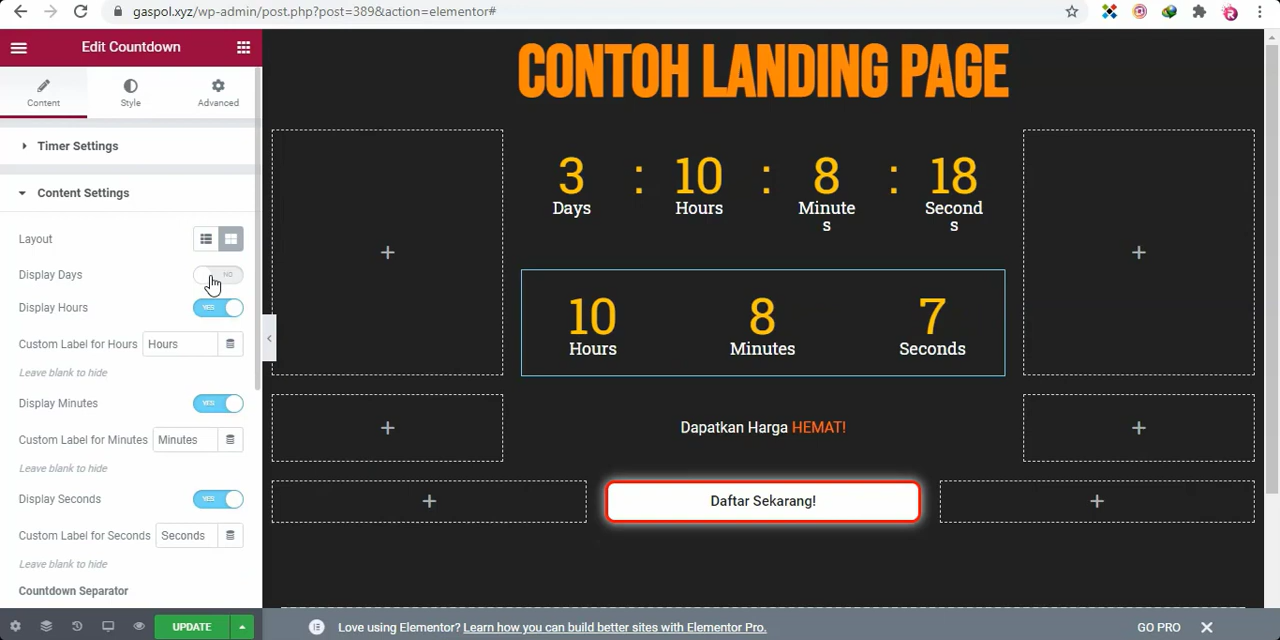 gaspol.xyz/wp-admin/post.php?post=389&action=elementor#
Edit Countdown
Content
Style
Advanced
Timer Settings
Content Settings
Layout
Display Days
NO
Display Hours
YES
Custom Label for Hours
Hours
Leave blank to hide
Display Minutes
YES
Custom Label for Minutes
Minutes
Leave blank to hide
Display Seconds
YES
Custom Label for Seconds
Seconds
Leave blank to hide
Countdown Separator
UPDATE
CONTOH LANDING PAGE
3 : 10 : 8 : 18
Days Hours Minute Second
s s
10 8 7
Hours Minutes Seconds
Dapatkan Harga HEMAT!
Daftar Sekarang!
Love using Elementor? Learn how you can build better sites with Elementor Pro.
GO PRO